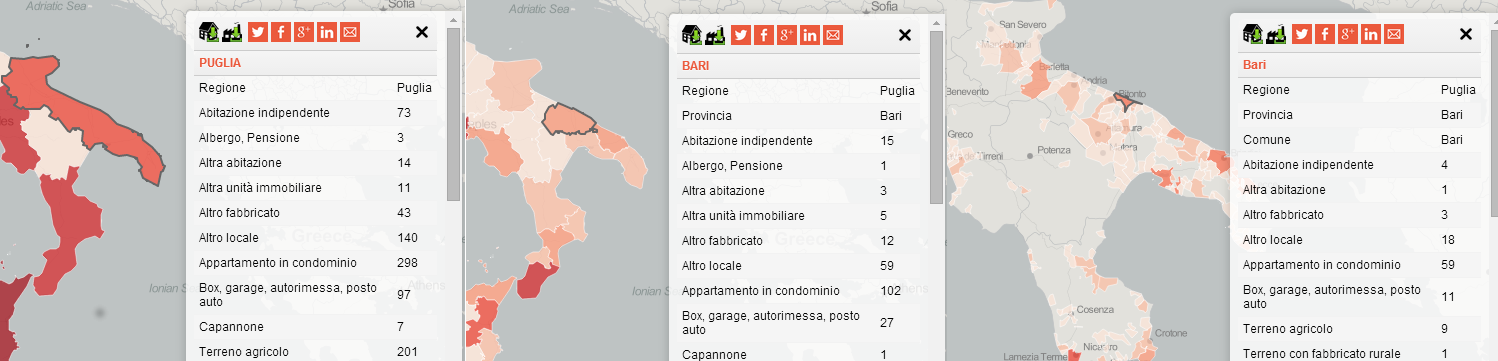 Adriatic Sea
Sofia
PUGLIA
Regione Puglia
Abitazione indipendente 73
Albergo, Pensione 3
Altra abitazione 14
Altra unità immobiliare 11
Altro fabbricato 43
Altro locale 140
Appartamento in condominio 298
Box, garage, autorimessa, posto
auto 97
Capannone 7
Terreno agricolo 201
Greece
Athens
Ionian S
Adriatic Sea
Sofia
BARI
Regione Puglia
Provincia Bari
Abitazione indipendente 15
Albergo, Pensione 1
Altra abitazione 3
Altra unità immobiliare 5
Altro fabbricato 12
Altro locale 59
Appartamento in condominio 102
Box, garage, autorimessa, posto
auto 27
Capannone 1
Greece
Ionian
San Severo
Manfredonia
Barletta
Andria
Bitonto
Benevento
Altamura
Matera
Greco
Potenza
Cosenza
Crotone
Lamezia Terme
Bari
Regione Puglia
Provincia Bari
Comune Bari
Abitazione indipendente 4
Altra abitazione 1
Altro fabbricato 3
Altro locale 18
Appartamento in condominio 59
Box, garage, autorimessa, posto
auto 11
Terreno agricolo 9
Terreno con fabbricato rurale 1